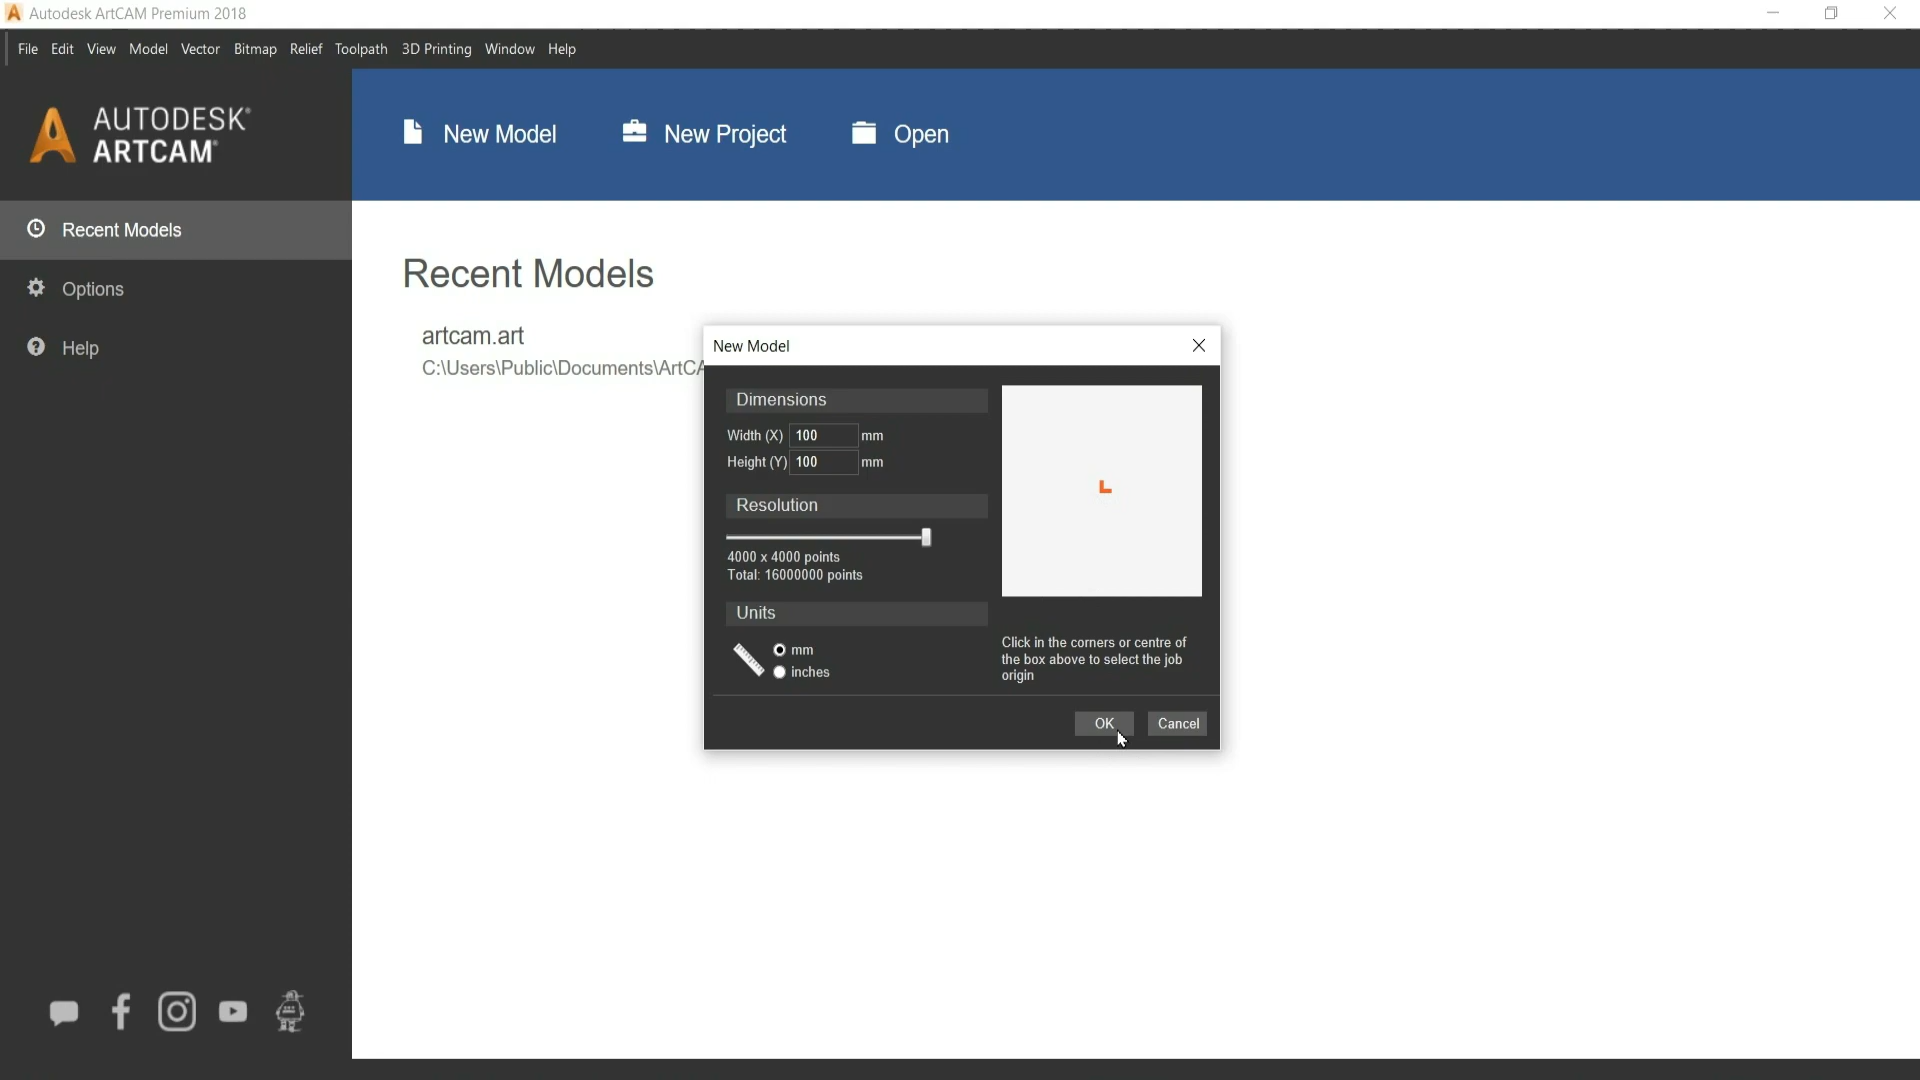 Autodesk ArtCAM Premium 2018
File Edit View Model Vector Bitmap Relief Toolpath 3D Printing Window Help
AUTODESK®
ARTCAM®
New Model New Project Open
Recent Models
Options
Help
Recent Models
artcam.art
C:\Users\Public\Documents\ArtCA
New Model
Dimensions
Width (X) 100 mm
Height (Y) 100 mm
Resolution
4000 x 4000 points
Total: 16000000 points
Units
mm
inches
Click in the corners or centre of
the box above to select the job
origin
OK Cancel